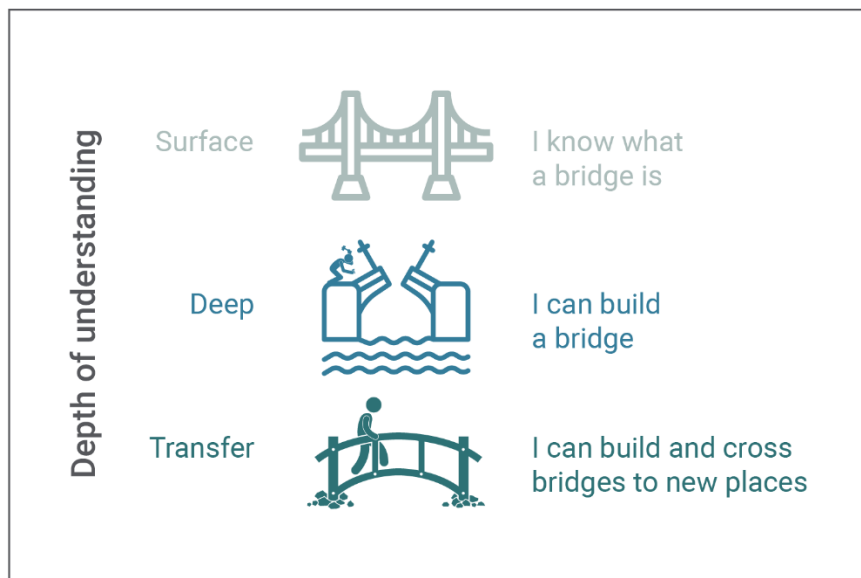 Depth of understanding
Surface
I know what
a bridge is
Deep
I can build
a bridge
Transfer
I can build and cross
bridges to new places